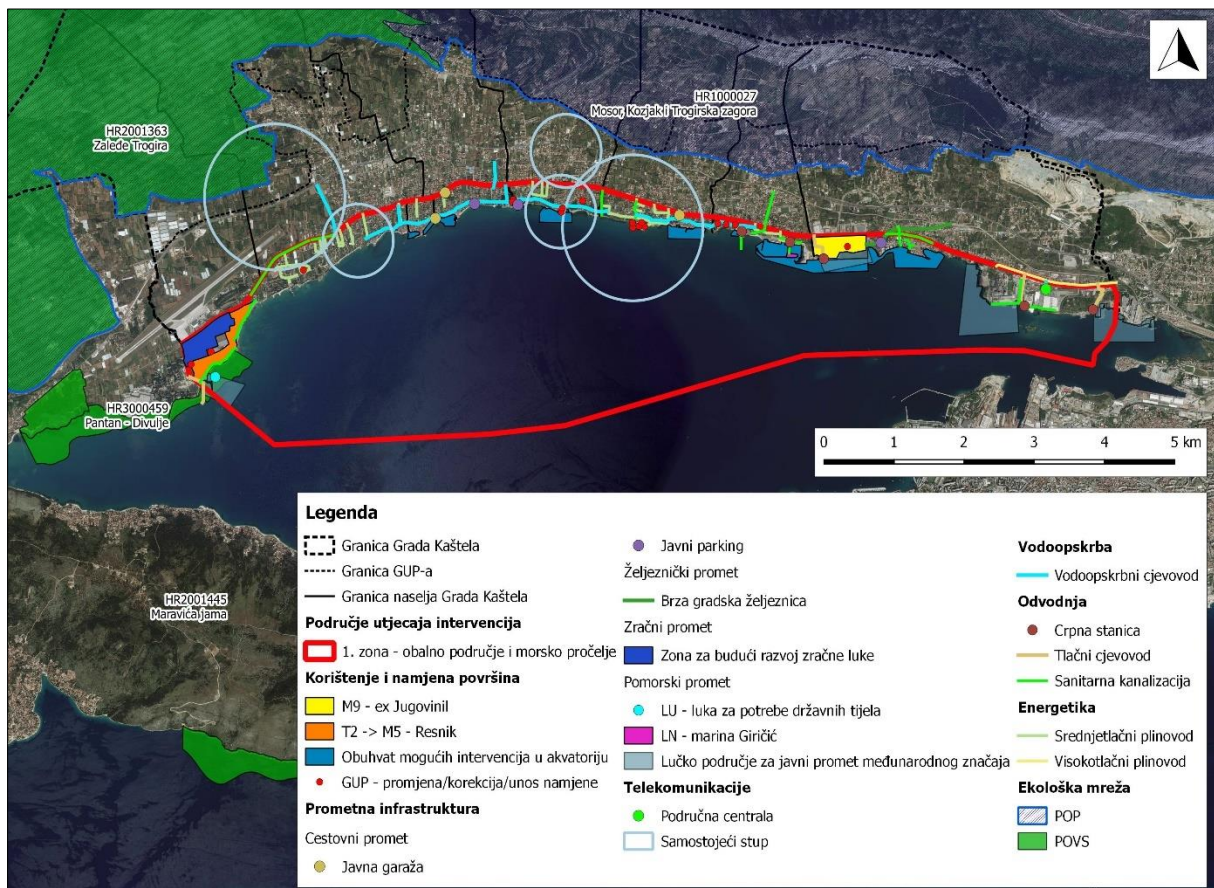 HR1000027
Mosor, Kozjak i Trogirska zagora
HR2001363
Zaleđe Trogira
HR3000459
Pantan - Divulje
HR2001445
Maravića jama
0 1 2 3 4 5 km
Legenda
Granica Grada Kaštela
Granica GUP-a
Granica naselja Grada Kaštela
Područje utjecaja intervencija
1. zona - obalno područje i morsko pročelje
Korištenje i namjena površina
M9 - ex Jugovinil
T2 -> M5 - Resnik
Obuhvat mogućih intervencija u akvatoriju
GUP - promjena/korekcija/unos namjene
Prometna infrastruktura
Cestovni promet
Javna garaža
Javni parking
Željeznički promet
Brza gradska željeznica
Zračni promet
Zona za budući razvoj zračne luke
Pomorski promet
LU - luka za potrebe državnih tijela
LN - marina Giričić
Lučko područje za javni promet međunarodnog značaja
Telekomunikacije
Područna centrala
Samostojeći stup
Vodoopskrba
Vodoopskrbni cjevovod
Odvodnja
Crpna stanica
Tlačni cjevovod
Sanitarna kanalizacija
Energetika
Srednjetlačni plinovod
Visokotlačni plinovod
Ekološka mreža
POP
POVS